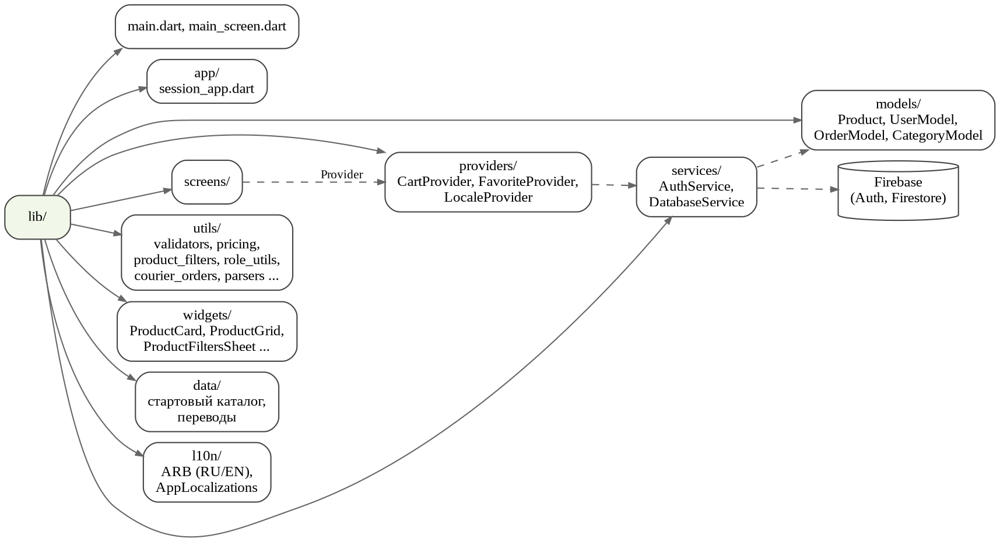 main.dart, main_screen.dart
app/
session_app.dart
models/
Product, UserModel,
OrderModel, CategoryModel
providers/
CartProvider, FavoriteProvider,
LocaleProvider
services/
AuthService,
DatabaseService
Firebase
(Auth, Firestore)
screens/
Provider
lib/
utils/
validators, pricing,
product_filters, role_utils,
courier_orders, parsers ...
widgets/
ProductCard, ProductGrid,
ProductFiltersSheet ...
data/
стартовый каталог,
переводы
l10n/
ARB (RU/EN),
AppLocalizations